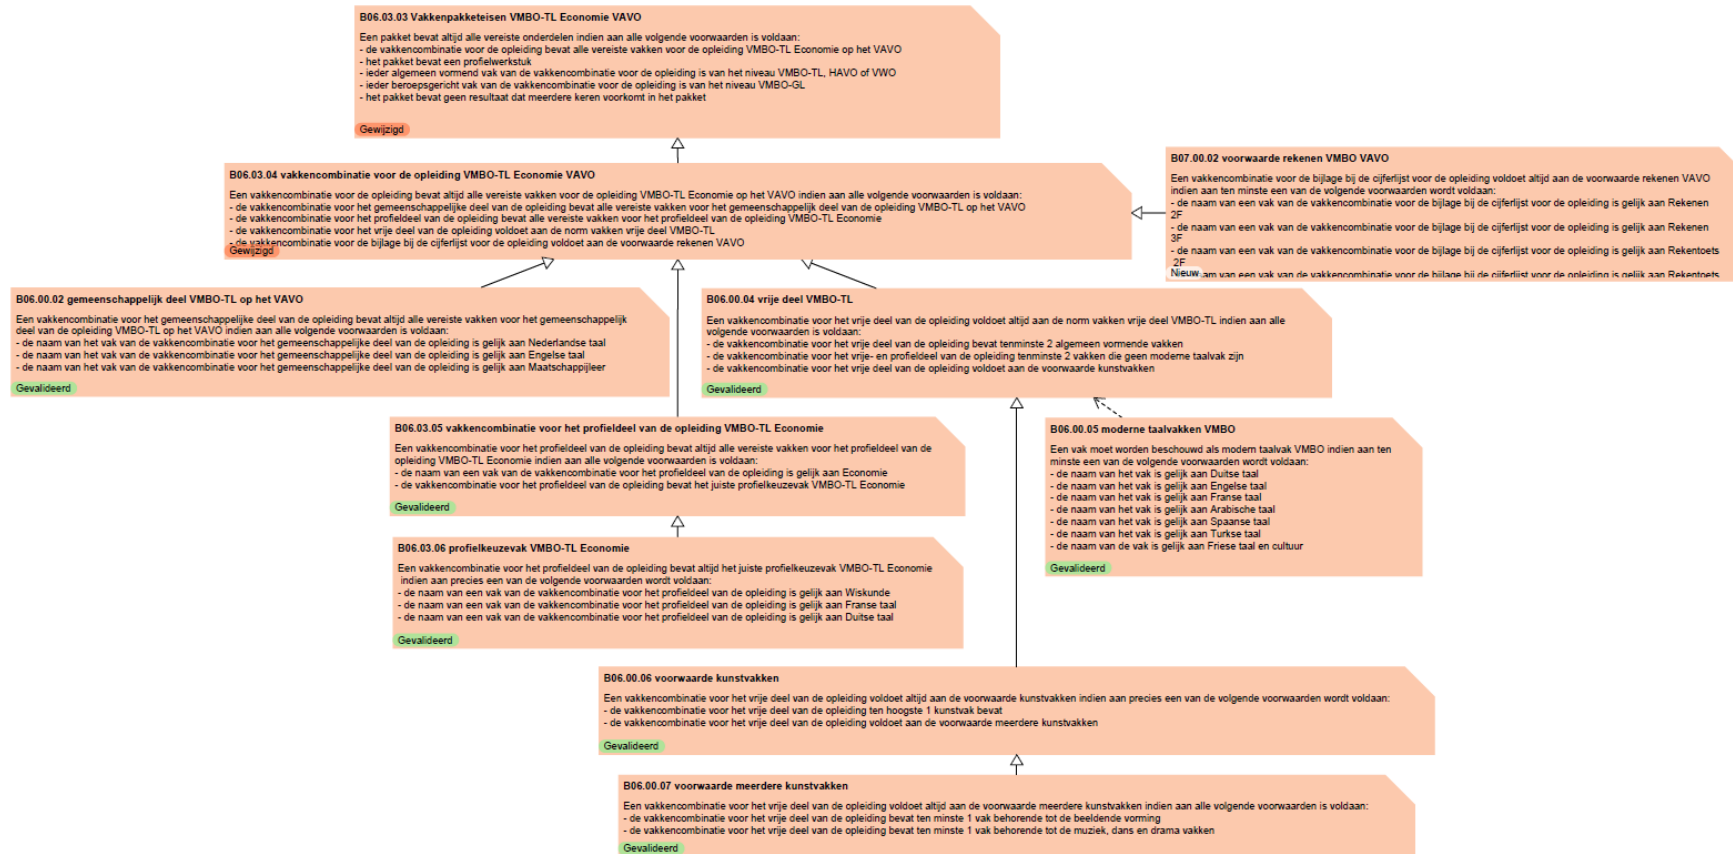 B06.03.03 Vakkenpakketeisen VMBO-TL Economie VAVO
Een pakket bevat altijd alle vereiste onderdelen indien aan alle volgende voorwaarden is voldaan:
- de vakkencombinatie voor de opleiding bevat alle vereiste vakken voor de opleiding VMBO-TL Economie op het VAVO
- het pakket bevat een profielwerkstuk
- ieder algemeen vormend vak van de vakkencombinatie voor de opleiding is van het niveau VMBO-TL, HAVO of VWO
- ieder beroepsgericht vak van de vakkencombinatie voor de opleiding is van het niveau VMBO-GL
- het pakket bevat geen resultaat dat meerdere keren voorkomt in het pakket
Gewijzigd
B06.03.04 vakkencombinatie voor de opleiding VMBO-TL Economie VAVO
Een vakkencombinatie voor de opleiding bevat altijd alle vereiste vakken voor de opleiding VMBO-TL Economie op het VAVO indien aan alle volgende voorwaarden is voldaan:
- de vakkencombinatie voor het gemeenschappelijke deel van de opleiding bevat alle vereiste vakken voor het gemeenschappelijk deel van de opleiding VMBO-TL op het VAVO
- de vakkencombinatie voor het profieldeel van de opleiding bevat alle vereiste vakken voor het profieldeel van de opleiding VMBO-TL Economie
- de vakkencombinatie voor het vrije deel van de opleiding voldoet aan de norm vakken vrije deel VMBO-TL
- de vakkencombinatie voor de bijlage bij de cijferlijst voor de opleiding voldoet aan de voorwaarde rekenen VAVO
Gewijzigd
B07.00.02 voorwaarde rekenen VMBO VAVO
Een vakkencombinatie voor de bijlage bij de cijferlijst voor de opleiding voldoet altijd aan de voorwaarde rekenen VAVO
indien aan ten minste een van de volgende voorwaarden wordt voldaan:
- de naam van een vak van de vakkencombinatie voor de bijlage bij de cijferlijst voor de opleiding is gelijk aan Rekenen
2F
- de naam van een vak van de vakkencombinatie voor de bijlage bij de cijferlijst voor de opleiding is gelijk aan Rekenen
3F
- de naam van een vak van de vakkencombinatie voor de bijlage bij de cijferlijst voor de opleiding is gelijk aan Rekentoets
2F
am van een vak van de vakkencombinatie voor de bijlage bij de cijferlijst voor de opleiding is gelijk aan Rekentoets
Nieuw
B06.00.02 gemeenschappelijk deel VMBO-TL op het VAVO
Een vakkencombinatie voor het gemeenschappelijke deel van de opleiding bevat altijd alle vereiste vakken voor het gemeenschappelijk
deel van de opleiding VMBO-TL op het VAVO indien aan alle volgende voorwaarden is voldaan:
- de naam van het vak van de vakkencombinatie voor het gemeenschappelijke deel van de opleiding is gelijk aan Nederlandse taal
- de naam van het vak van de vakkencombinatie voor het gemeenschappelijke deel van de opleiding is gelijk aan Engelse taal
- de naam van het vak van de vakkencombinatie voor het gemeenschappelijke deel van de opleiding is gelijk aan Maatschappijleer
Gevalideerd
B06.00.04 vrije deel VMBO-TL
Een vakkencombinatie voor het vrije deel van de opleiding voldoet altijd aan de norm vakken vrije deel VMBO-TL indien aan alle
volgende voorwaarden is voldaan:
- de vakkencombinatie voor het vrije deel van de opleiding bevat tenminste 2 algemeen vormende vakken
- de vakkencombinatie voor het vrije- en profieldeel van de opleiding tenminste 2 vakken die geen moderne taalvak zijn
- de vakkencombinatie voor het vrije deel van de opleiding voldoet aan de voorwaarde kunstvakken
Gevalideerd
B06.03.05 vakkencombinatie voor het profieldeel van de opleiding VMBO-TL Economie
Een vakkencombinatie voor het profieldeel van de opleiding bevat altijd alle vereiste vakken voor het profieldeel van de
opleiding VMBO-TL Economie indien aan alle volgende voorwaarden is voldaan:
- de naam van een vak van de vakkencombinatie voor het profieldeel van de opleiding is gelijk aan Economie
- de vakkencombinatie voor het profieldeel van de opleiding bevat het juiste profielkeuzevak VMBO-TL Economie
Gevalideerd
B06.00.05 moderne taalvakken VMBO
Een vak moet worden beschouwd als modern taalvak VMBO indien aan ten
minste een van de volgende voorwaarden wordt voldaan:
- de naam van het vak is gelijk aan Duitse taal
- de naam van het vak is gelijk aan Engelse taal
- de naam van het vak is gelijk aan Franse taal
- de naam van het vak is gelijk aan Arabische taal
- de naam van het vak is gelijk aan Spaanse taal
- de naam van het vak is gelijk aan Turkse taal
- de naam van de vak is gelijk aan Friese taal en cultuur
Gevalideerd
B06.03.06 profielkeuzevak VMBO-TL Economie
Een vakkencombinatie voor het profieldeel van de opleiding bevat altijd het juiste profielkeuzevak VMBO-TL Economie
indien aan precies een van de volgende voorwaarden wordt voldaan:
- de naam van een vak van de vakkencombinatie voor het profieldeel van de opleiding is gelijk aan Wiskunde
- de naam van een vak van de vakkencombinatie voor het profieldeel van de opleiding is gelijk aan Franse taal
- de naam van een vak van de vakkencombinatie voor het profieldeel van de opleiding is gelijk aan Duitse taal
Gevalideerd
B06.00.06 voorwaarde kunstvakken
Een vakkencombinatie voor het vrije deel van de opleiding voldoet altijd aan de voorwaarde kunstvakken indien aan precies een van de volgende voorwaarden wordt voldaan:
- de vakkencombinatie voor het vrije deel van de opleiding ten hoogste 1 kunstvak bevat
- de vakkencombinatie voor het vrije deel van de opleiding voldoet aan de voorwaarde meerdere kunstvakken
Gevalideerd
B06.00.07 voorwaarde meerdere kunstvakken
Een vakkencombinatie voor het vrije deel van de opleiding voldoet altijd aan de voorwaarde meerdere kunstvakken indien aan alle volgende voorwaarden is voldaan:
- de vakkencombinatie voor het vrije deel van de opleiding bevat ten minste 1 vak behorende tot de beeldende vorming
- de vakkencombinatie voor het vrije deel van de opleiding bevat ten minste 1 vak behorende tot de muziek, dans en drama vakken
Gevalideerd